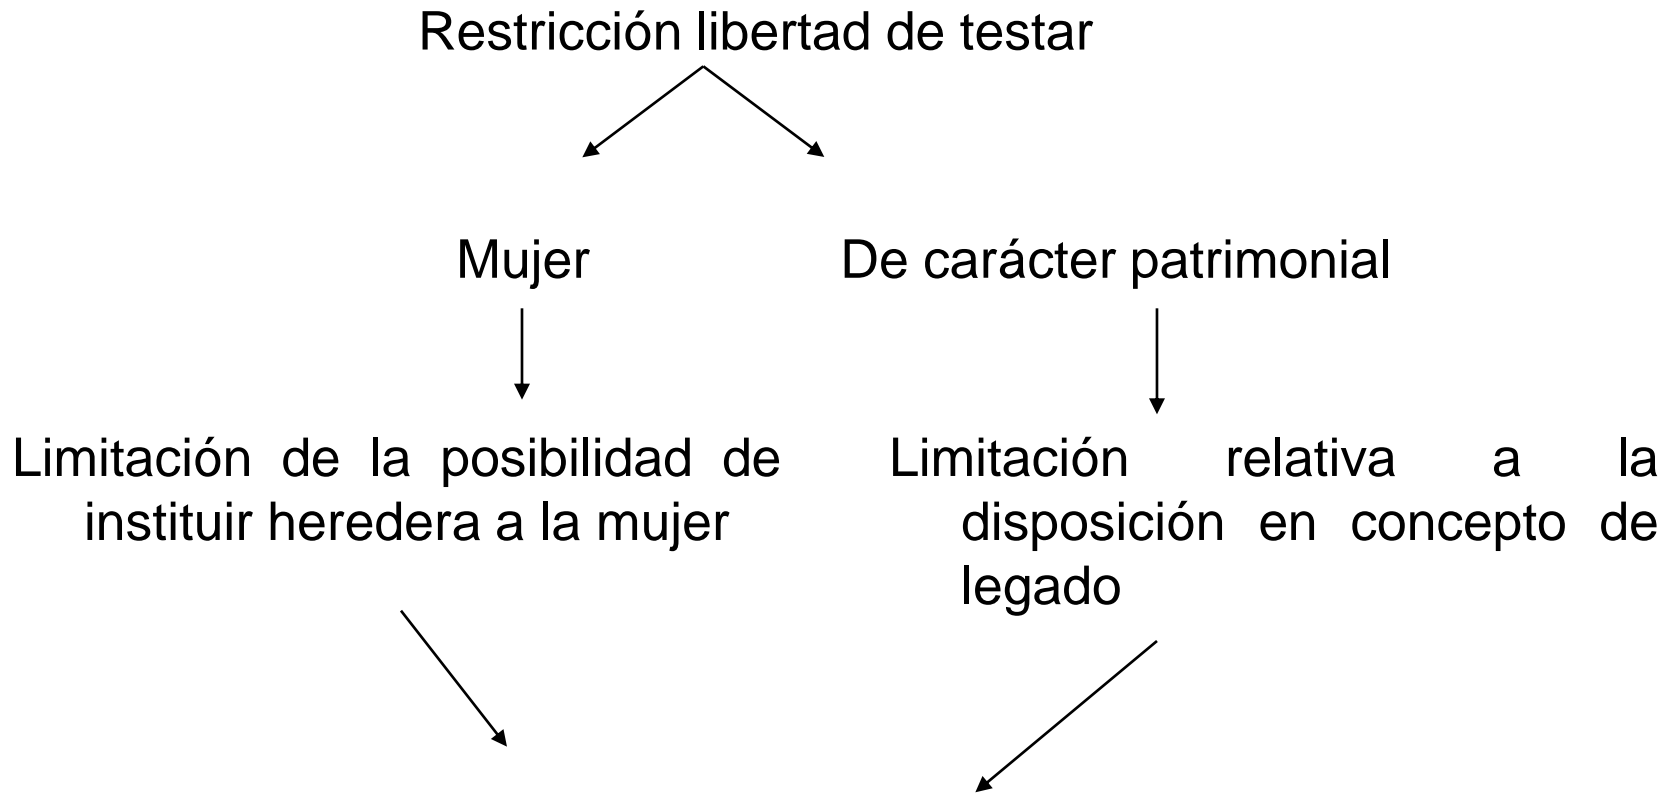 Restricción libertad de testar
Mujer
De carácter patrimonial
Limitación de la posibilidad de
instituir heredera a la mujer
Limitación relativa a la
disposición en concepto de
legado